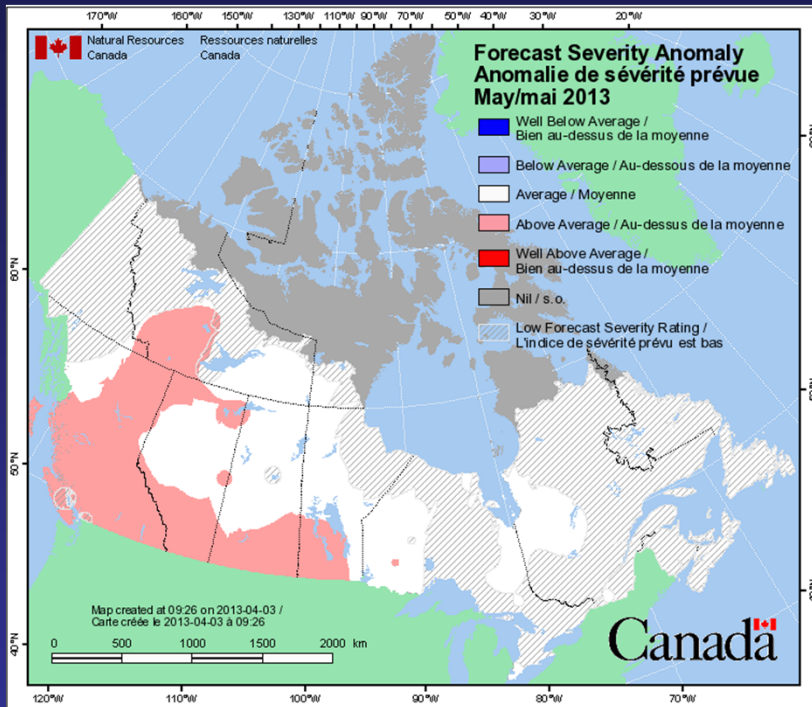 170°W 160°W 150°W 140°W 130°W 120°W 110°W 100°W 90°W 80°W 70°W 60°W 50°W 40°W 30°W 20°W
Natural Resources Canada
Ressources naturelles Canada
Forecast Severity Anomaly
Anomalie de sévérité prévue
May/mai 2013
Well Below Average /
Bien au-dessus de la moyenne
Below Average / Au-dessous de la moyenne
Average / Moyenne
Above Average / Au-dessus de la moyenne
Well Above Average /
Bien au-dessus de la moyenne
Nil / s.o.
Low Forecast Severity Rating /
L'indice de sévérité prévu est bas
60°N
50°N
40°N
Map created at 09:26 on 2013-04-03 /
Carte créée le 2013-04-03 à 09:26
0 500 1000 1500 2000 km
Canada
120°W 110°W 100°W 90°W 80°W 70°W